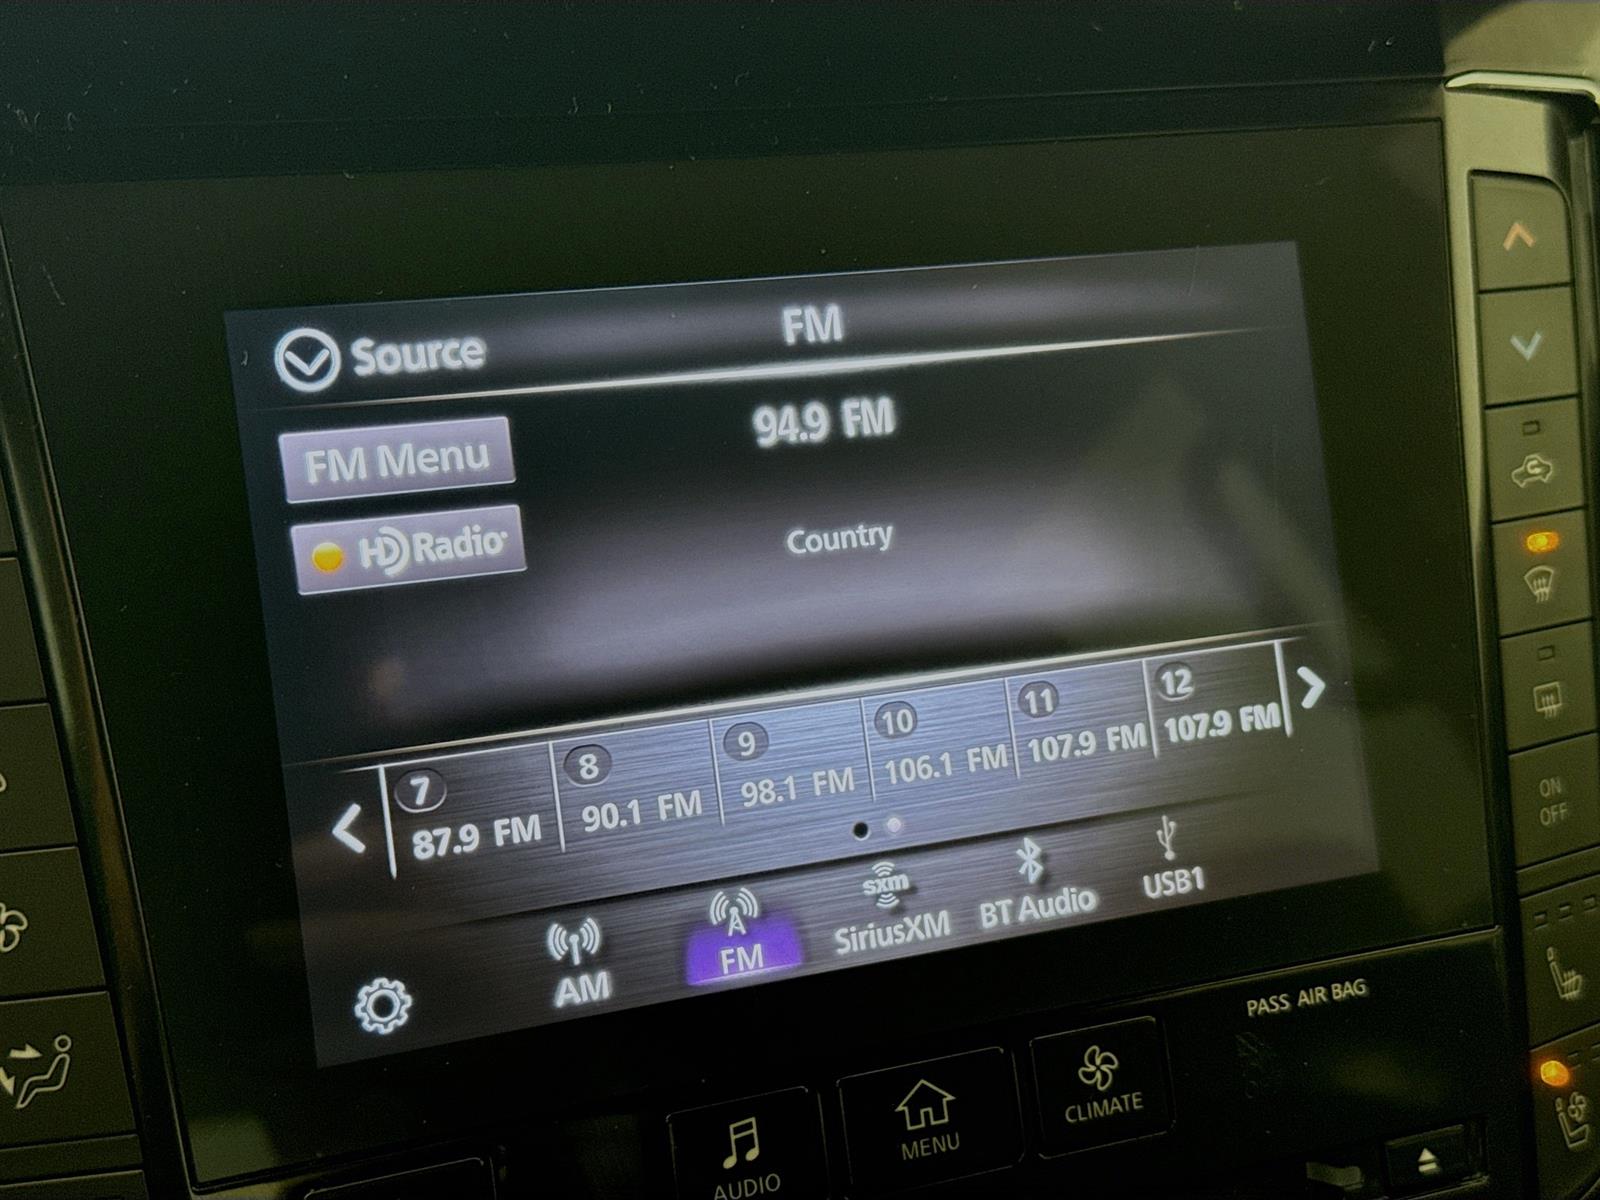 Source
FM
FM Menu
94.9 FM
HD Radio
Country
7
87.9 FM
8
90.1 FM
9
98.1 FM
10
106.1 FM
11
107.9 FM
12
107.9 FM
AM
FM
sxm
SiriusXM
BT Audio
USB1
ON
OFF
PASS AIR BAG
AUDIO
MENU
CLIMATE